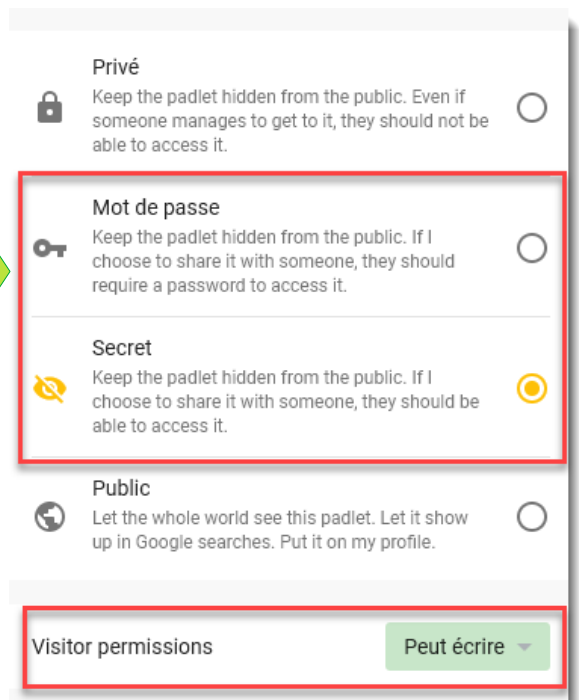 Privé
Keep the padlet hidden from the public. Even if
someone manages to get to it, they should not be
able to access it.
Mot de passe
Keep the padlet hidden from the public. If I
choose to share it with someone, they should
require a password to access it.
Secret
Keep the padlet hidden from the public. If I
choose to share it with someone, they should be
able to access it.
Public
Let the whole world see this padlet. Let it show
up in Google searches. Put it on my profile.
Visitor permissions Peut écrire